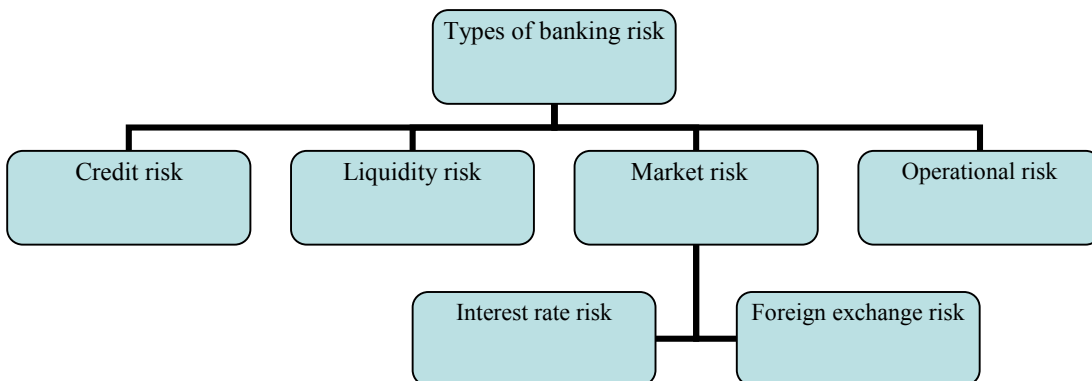 Types of banking risk
Credit risk
Liquidity risk
Market risk
Operational risk
Interest rate risk
Foreign exchange risk